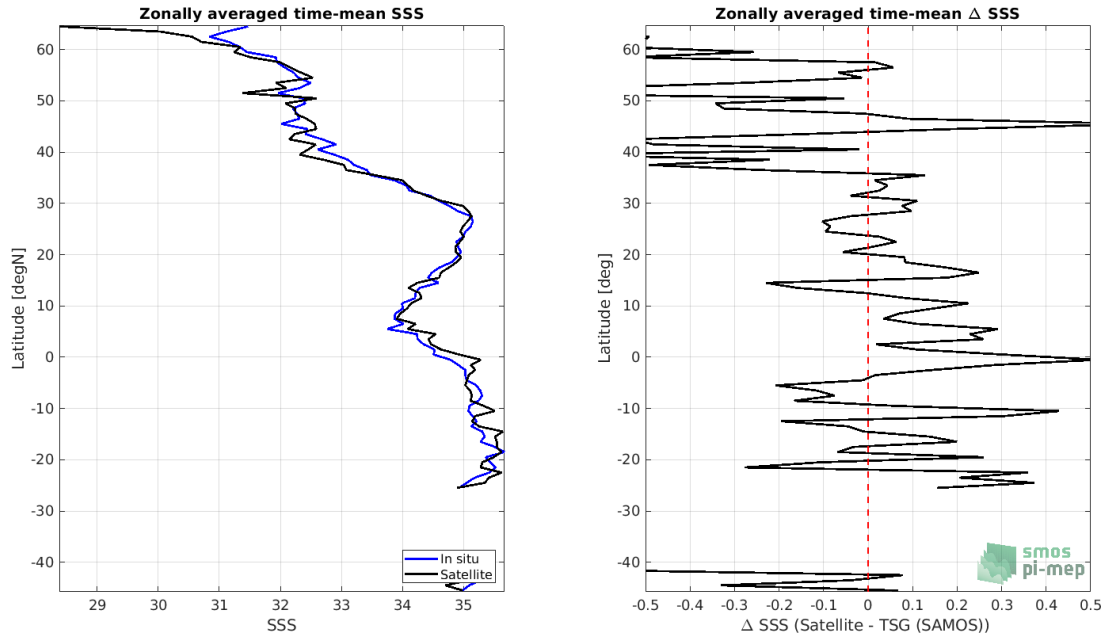 Zonally averaged time-mean SSS
60
50
40
30
20
10
0
-10
-20
-30
-40
Latitude [degN]
29 30 31 32 33 34 35
SSS
In situ
Satellite
Zonally averaged time-mean Δ SSS
60
50
40
30
20
10
0
-10
-20
-30
-40
Latitude [deg]
-0.5 -0.4 -0.3 -0.2 -0.1 0 0.1 0.2 0.3 0.4 0.5
Δ SSS (Satellite - TSG (SAMOS))
smos
pi-mep